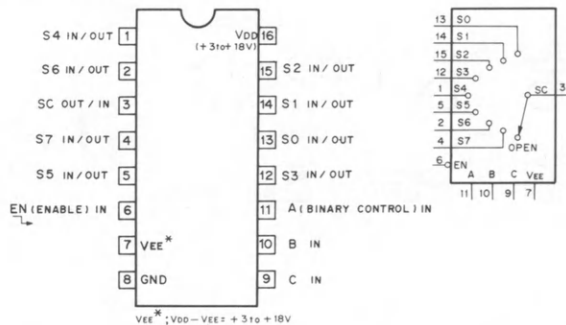 S4 IN/OUT 1
S6 IN/OUT 2
SC OUT/IN 3
S7 IN/OUT 4
S5 IN/OUT 5
EN (ENABLE) IN 6
7 VEE*
8 GND
VDD 16
(+3to+18V)
15 S2 IN/OUT
14 S1 IN/OUT
13 S0 IN/OUT
12 S3 IN/OUT
11 A (BINARY CONTROL) IN
10 B IN
9 C IN
VEE* ; VDD-VEE= +3 to +18V
13 S0
14 S1
15 S2
12 S3
1 S4
5 S5
2 S6
4 S7
SC 3
OPEN
6 EN
A B C VEE
11 10 9 7